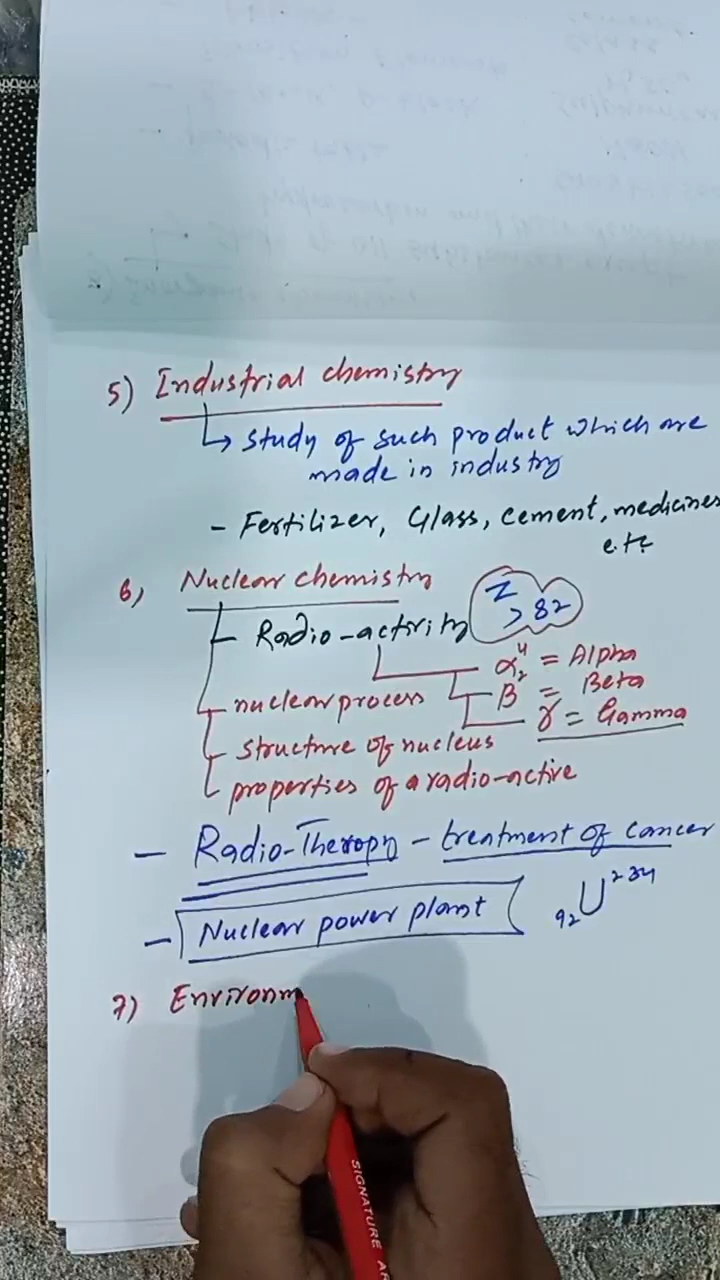 5) Industrial chemistry
↳ study of such product which are
made in industry
- Fertilizer, Glass, cement, medicines
e.tc
6) Nuclear chemistry
Radio-activity
Z > 82
α₂⁴ = Alpha
nuclear process
β = Beta
γ = Gamma
structure of nucleus
properties of a radio-active
- Radio-Therapy - treatment of cancer
- Nuclear power plant
₉₂U²³⁴
7) Environm
SIGNATURE